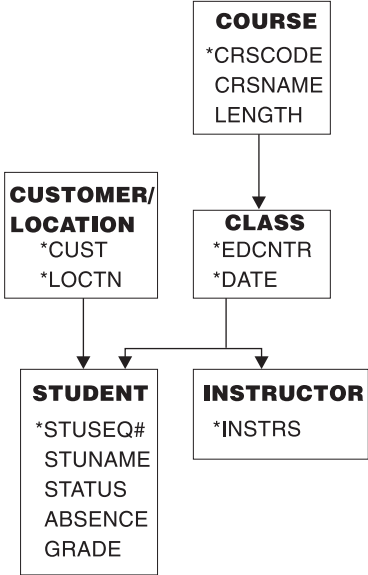 COURSE
*CRSCODE
CRSNAME
LENGTH
CUSTOMER/
LOCATION
*CUST
*LOCTN
CLASS
*EDCNTR
*DATE
STUDENT
*STUSEQ#
STUNAME
STATUS
ABSENCE
GRADE
INSTRUCTOR
*INSTRS